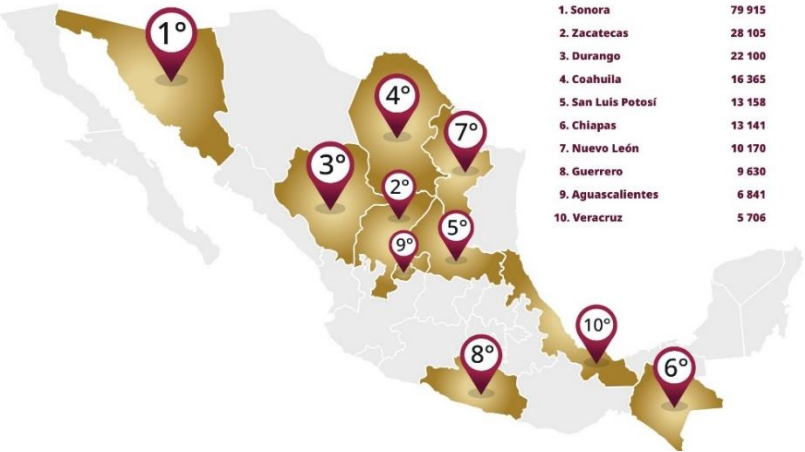 1. Sonora 79 915
2. Zacatecas 28 105
3. Durango 22 100
4. Coahuila 16 365
5. San Luis Potosí 13 158
6. Chiapas 13 141
7. Nuevo León 10 170
8. Guerrero 9 630
9. Aguascalientes 6 841
10. Veracruz 5 706
1°
4°
7°
3°
2°
5°
9°
10°
8°
6°